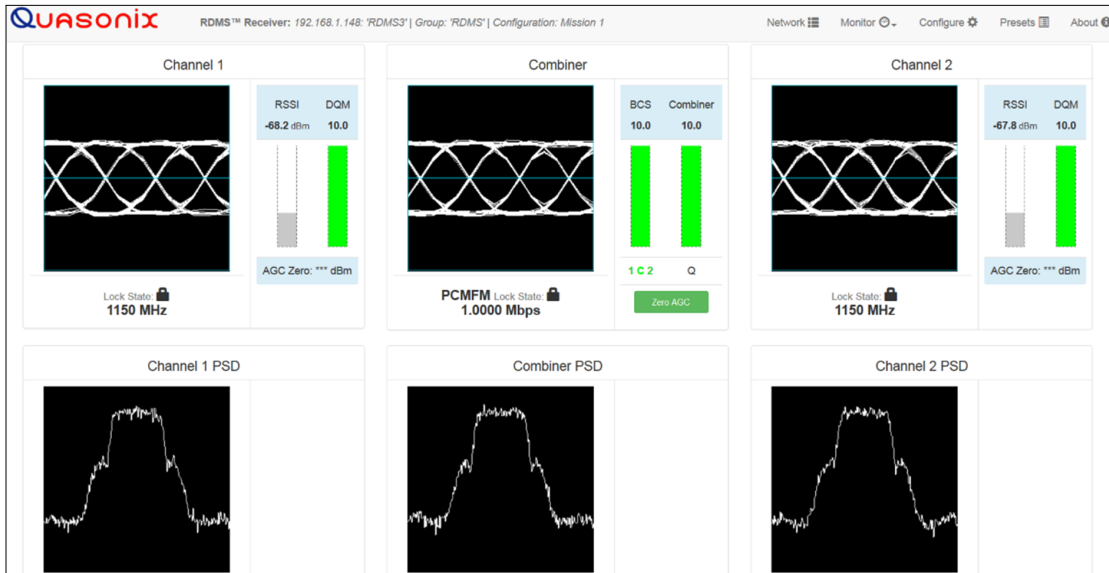 Quasonix
RDMS™ Receiver: 192.168.1.148: 'RDMS3' | Group: 'RDMS' | Configuration: Mission 1
Network Monitor Configure Presets About
Channel 1
RSSI DQM
-68.2 dBm 10.0
AGC Zero: *** dBm
Lock State:
1150 MHz
Combiner
BCS Combiner
10.0 10.0
1 C 2 Q
Zero AGC
PCMFM Lock State:
1.0000 Mbps
Channel 2
RSSI DQM
-67.8 dBm 10.0
AGC Zero: *** dBm
Lock State:
1150 MHz
Channel 1 PSD
Combiner PSD
Channel 2 PSD